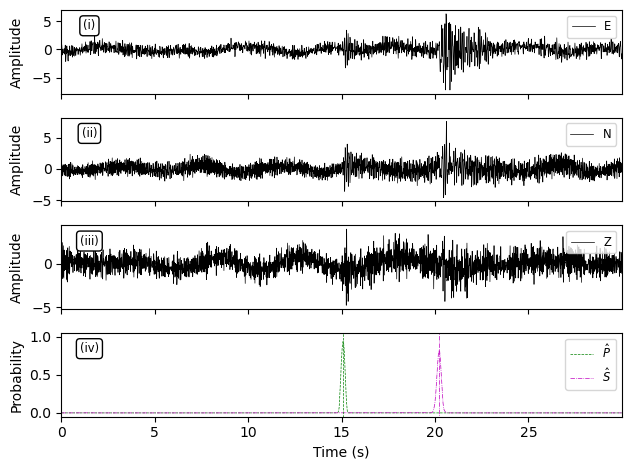 Amplitude
(i)
E
5
0
−5
Amplitude
(ii)
N
5
0
−5
Amplitude
(iii)
Z
0
−5
Probability
(iv)
P̂
Ŝ
1.0
0.5
0.0
0 5 10 15 20 25
Time (s)